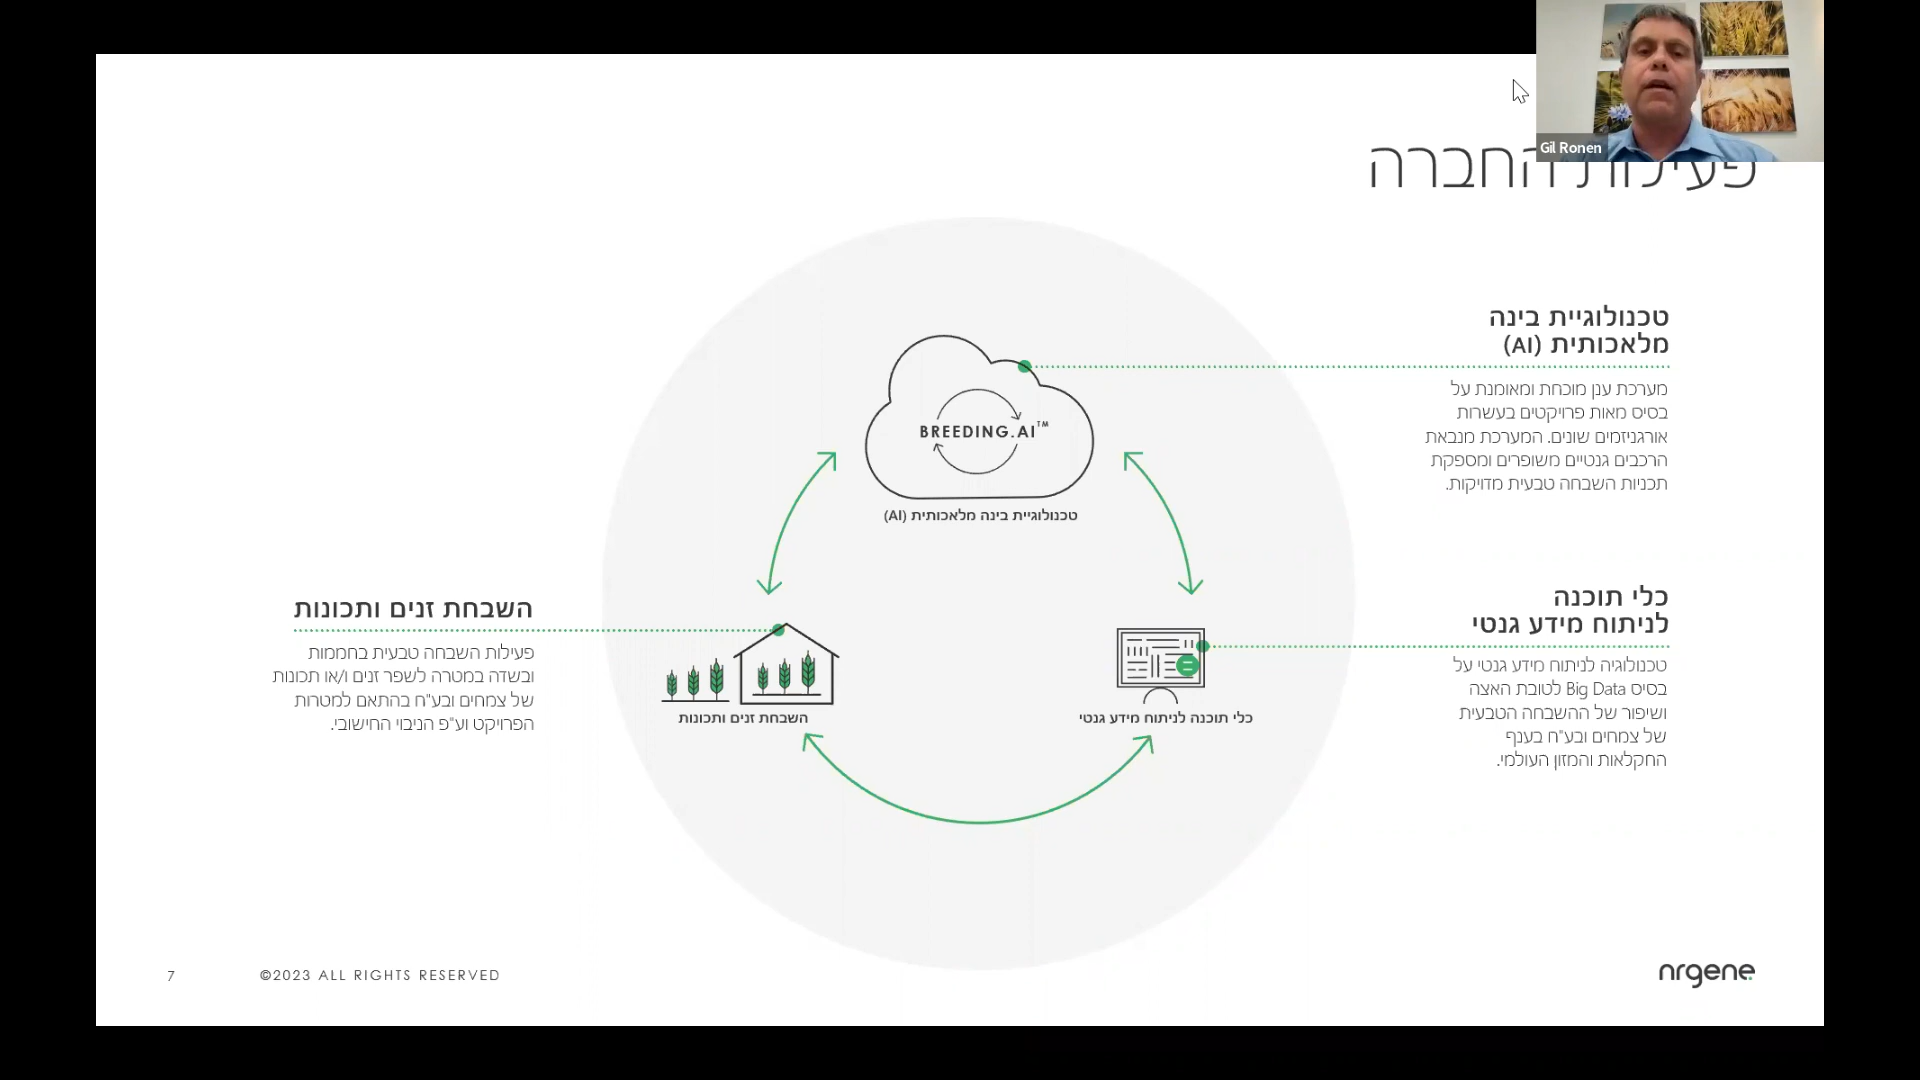 Gil Ronen
פעילות החברה
טכנולוגיית בינה
מלאכותית (AI)
מערכת ענן מוכחת ומאומנת על
בסיס מאות פרויקטים בעשרות
אורגניזמים שונים. המערכת מנבאת
הרכבים גנטיים משופרים ומספקת
תכניות השבחה טבעית מדויקות.
BREEDING.AI™
טכנולוגיית בינה מלאכותית (AI)
כלי תוכנה
לניתוח מידע גנטי
טכנולוגיה לניתוח מידע גנטי על
בסיס Big Data לטובת האצה
ושיפור של ההשבחה הטבעית
של צמחים ובע"ח בענף
החקלאות והמזון העולמי.
כלי תוכנה לניתוח מידע גנטי
השבחת זנים ותכונות
השבחת זנים ותכונות
פעילות השבחה טבעית בחממות
ובשדה במטרה לשפר זנים ו/או תכונות
של צמחים ובע"ח בהתאם למטרות
הפרויקט וע"פ הניבוי החישובי.
7
©2023 ALL RIGHTS RESERVED
nrgene